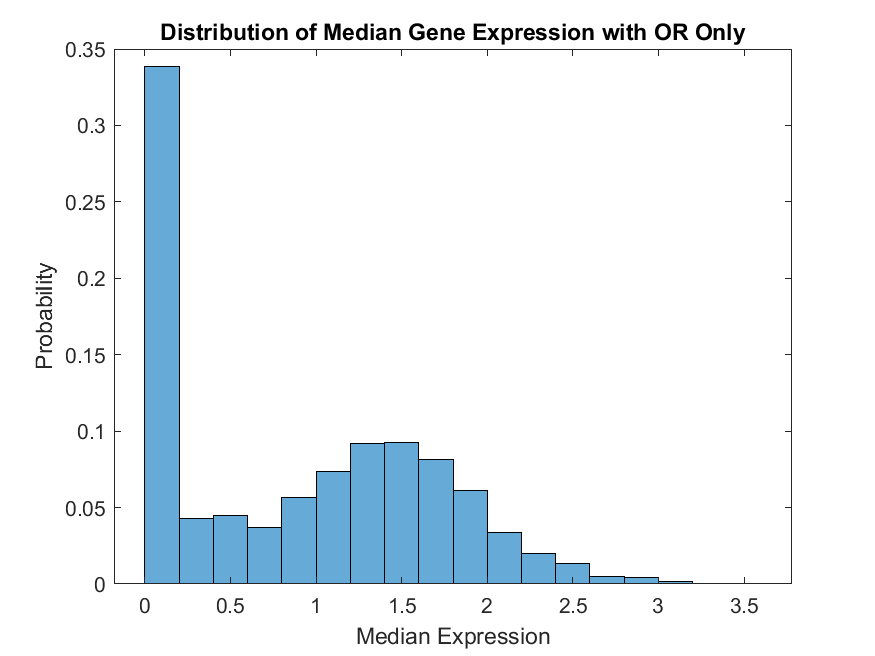 Distribution of Median Gene Expression with OR Only
0.35
0.3
0.25
0.2
0.15
0.1
0.05
0
Probability
0 0.5 1 1.5 2 2.5 3 3.5
Median Expression